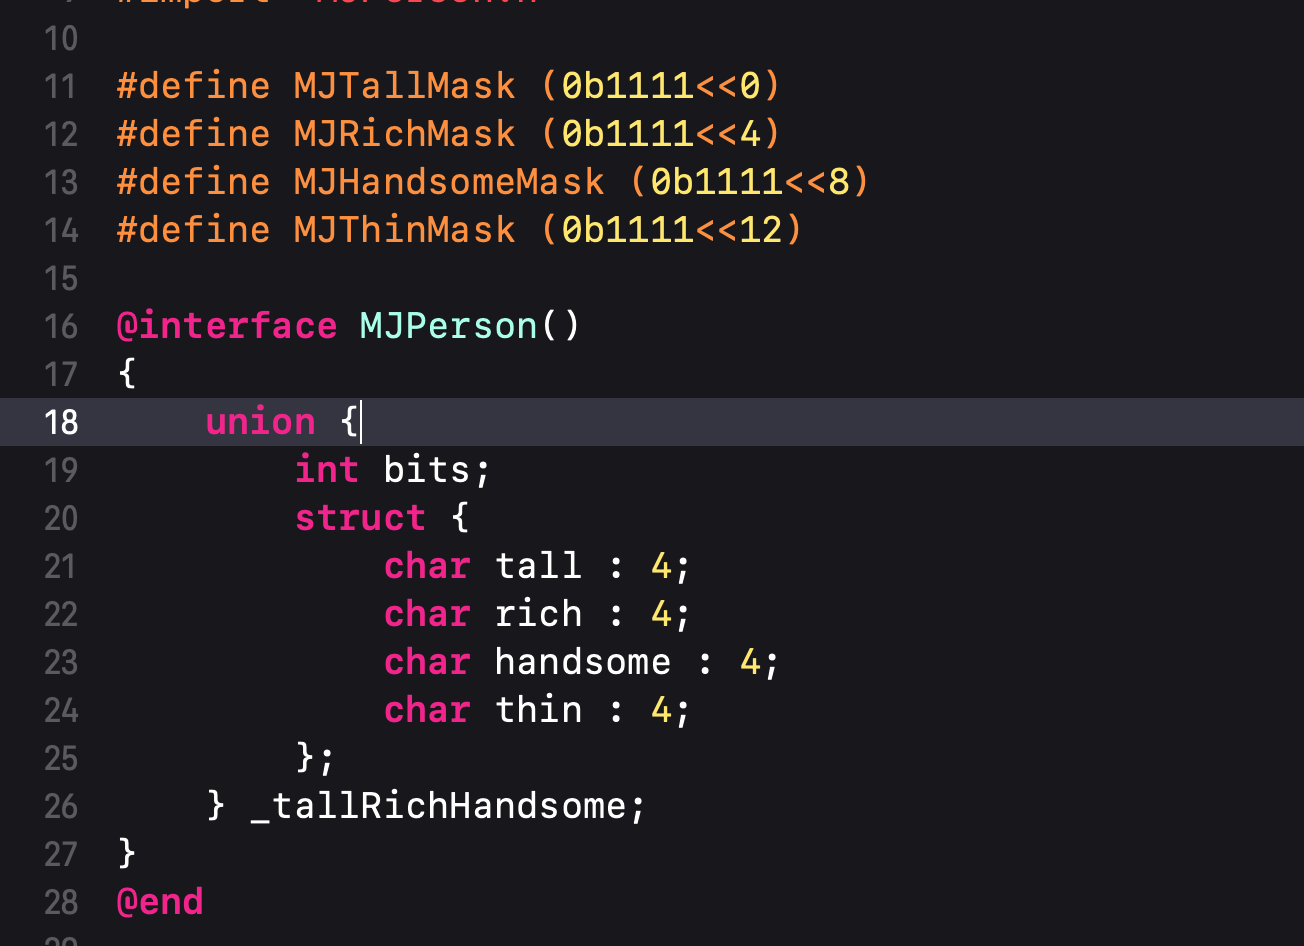 10
11 #define MJTallMask (0b1111<<0)
12 #define MJRichMask (0b1111<<4)
13 #define MJHandsomeMask (0b1111<<8)
14 #define MJThinMask (0b1111<<12)
15
16 @interface MJPerson()
17 {
18     union {
19         int bits;
20         struct {
21             char tall : 4;
22             char rich : 4;
23             char handsome : 4;
24             char thin : 4;
25         };
26     } _tallRichHandsome;
27 }
28 @end